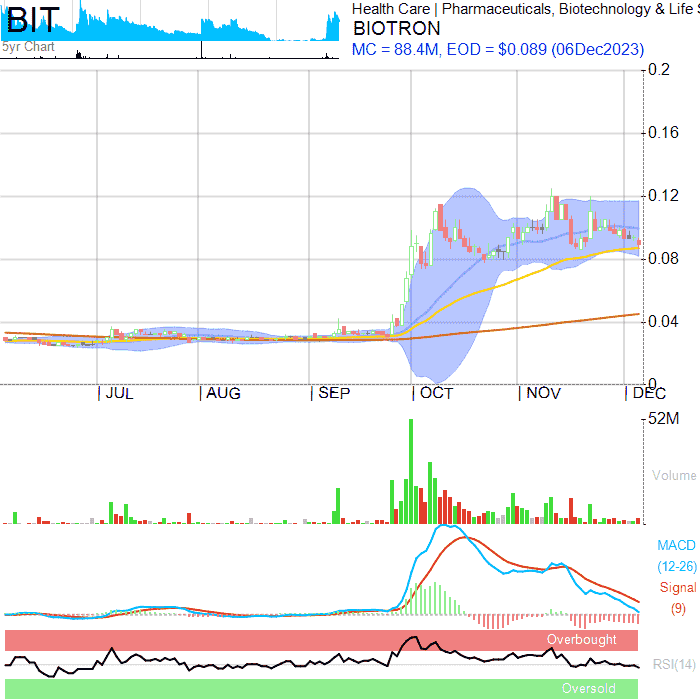 BIT
5yr Chart
Health Care | Pharmaceuticals, Biotechnology & Life S
BIOTRON
MC = 88.4M, EOD = $0.089 (06Dec2023)
0.2
0.16
0.12
0.08
0.04
0
JUL AUG SEP OCT NOV DEC
52M
Volume
MACD
(12-26)
Signal
(9)
Overbought
RSI(14)
Oversold